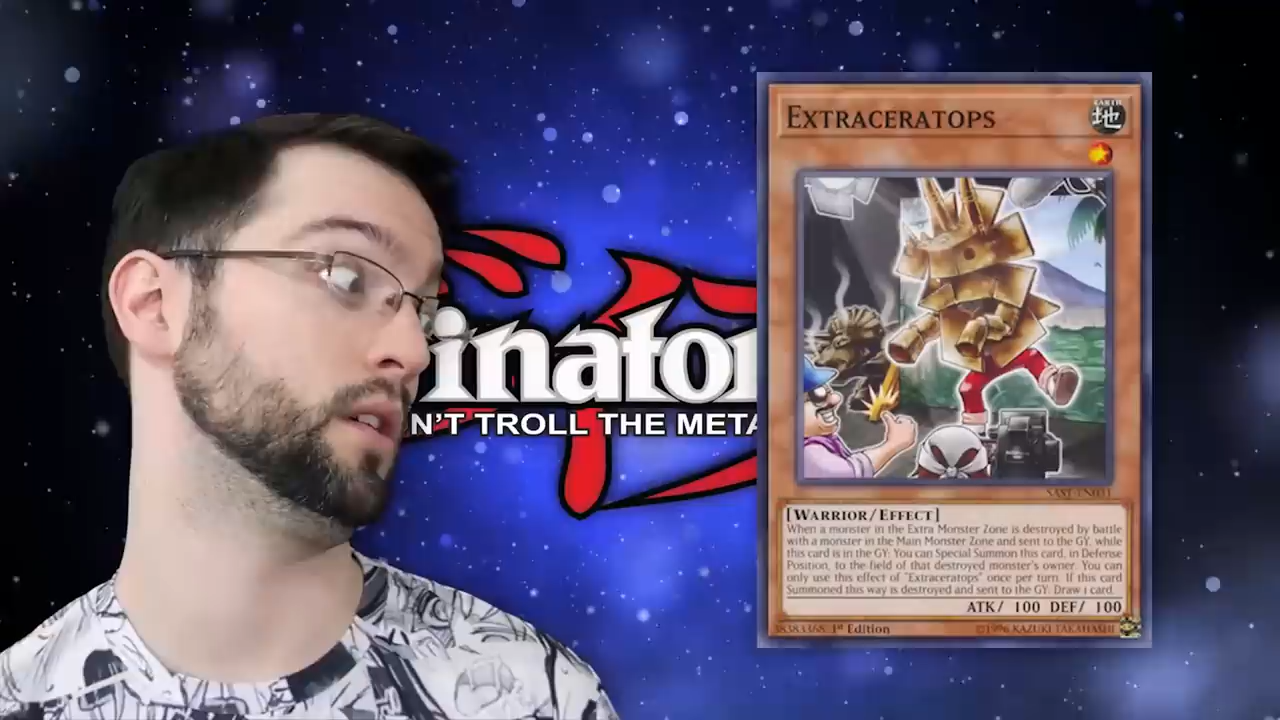 inator
N'T TROLL THE META
EXTRACERATOPS
EARTH
地
SAST-EN031
[WARRIOR/EFFECT]
When a monster in the Extra Monster Zone is destroyed by battle
with a monster in the Main Monster Zone and sent to the GY, while
this card is in the GY: You can Special Summon this card, in Defense
Position, to the field of that destroyed monster's owner. You can
only use this effect of "Extraceratops" once per turn. If this card
Summoned this way is destroyed and sent to the GY: Draw 1 card.
ATK/ 100 DEF/ 100
38383368 1st Edition
©1996 KAZUKI TAKAHASHI